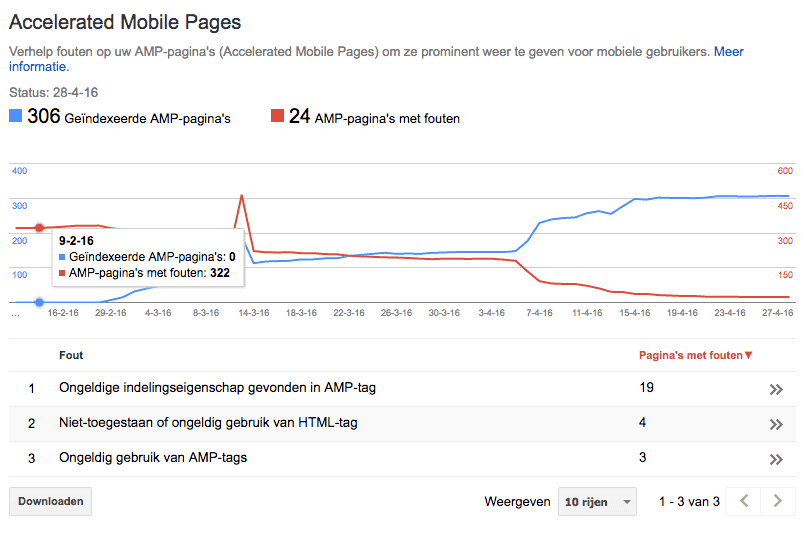 Accelerated Mobile Pages
Verhelp fouten op uw AMP-pagina's (Accelerated Mobile Pages) om ze prominent weer te geven voor mobiele gebruikers. Meer
informatie.
Status: 28-4-16
306 Geïndexeerde AMP-pagina's 24 AMP-pagina's met fouten
400 600
300 450
200 300
100 150
9-2-16
Geïndexeerde AMP-pagina's: 0
AMP-pagina's met fouten: 322
... 16-2-16 29-2-16 4-3-16 8-3-16 14-3-16 18-3-16 22-3-16 26-3-16 30-3-16 3-4-16 7-4-16 11-4-16 15-4-16 19-4-16 23-4-16 27-4-16
Fout Pagina's met fouten▼
1 Ongeldige indelingseigenschap gevonden in AMP-tag 19
2 Niet-toegestaan of ongeldig gebruik van HTML-tag 4
3 Ongeldig gebruik van AMP-tags 3
Downloaden Weergeven 10 rijen 1 - 3 van 3